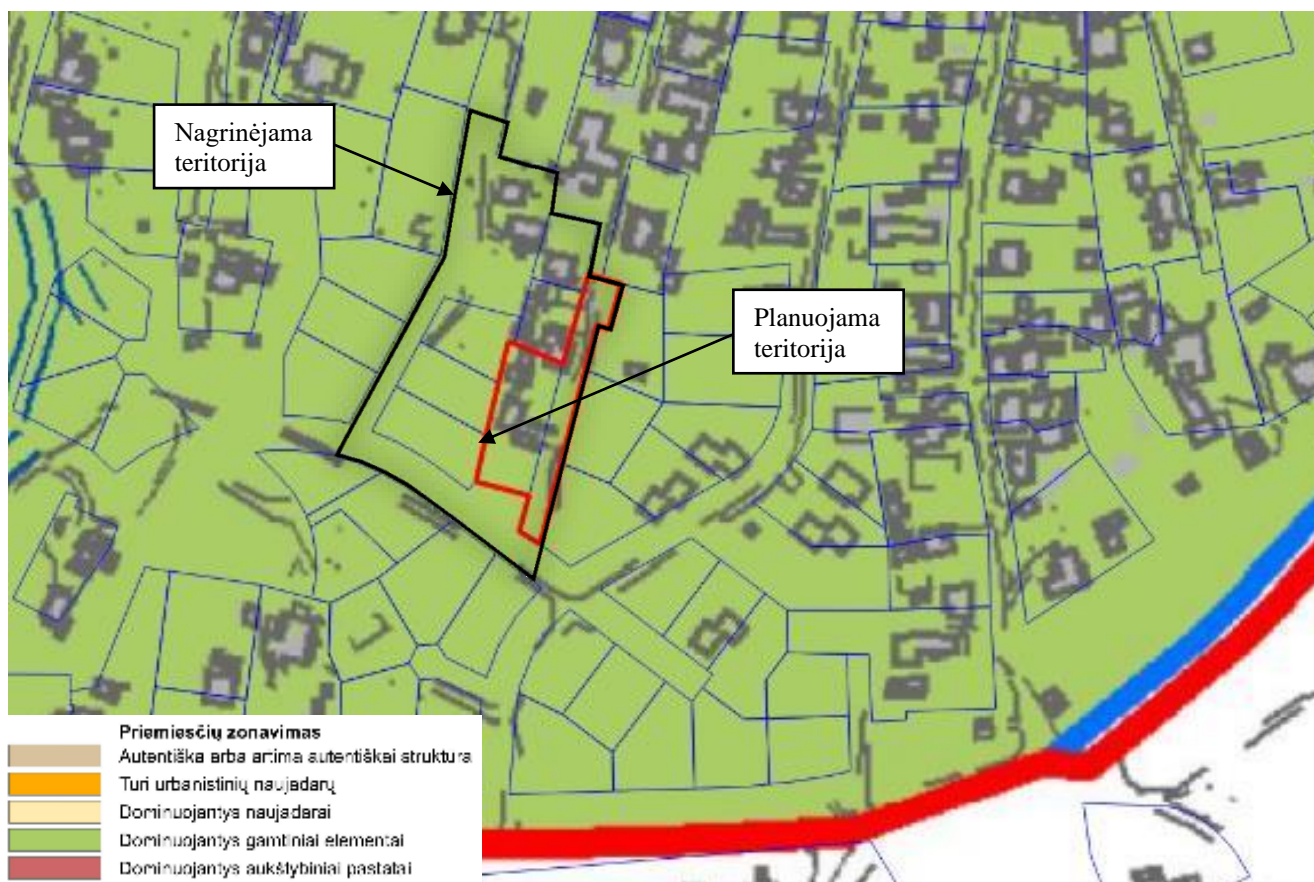 Nagrinėjama
teritorija
Planuojama
teritorija
Priemiesčių zonavimas
Autentiška arba artima autentiškai struktūra
Turi urbanistinių naujadarų
Dominuojantys naujadarai
Dominuojantys gamtiniai elementai
Dominuojantys aukštybiniai pastatai